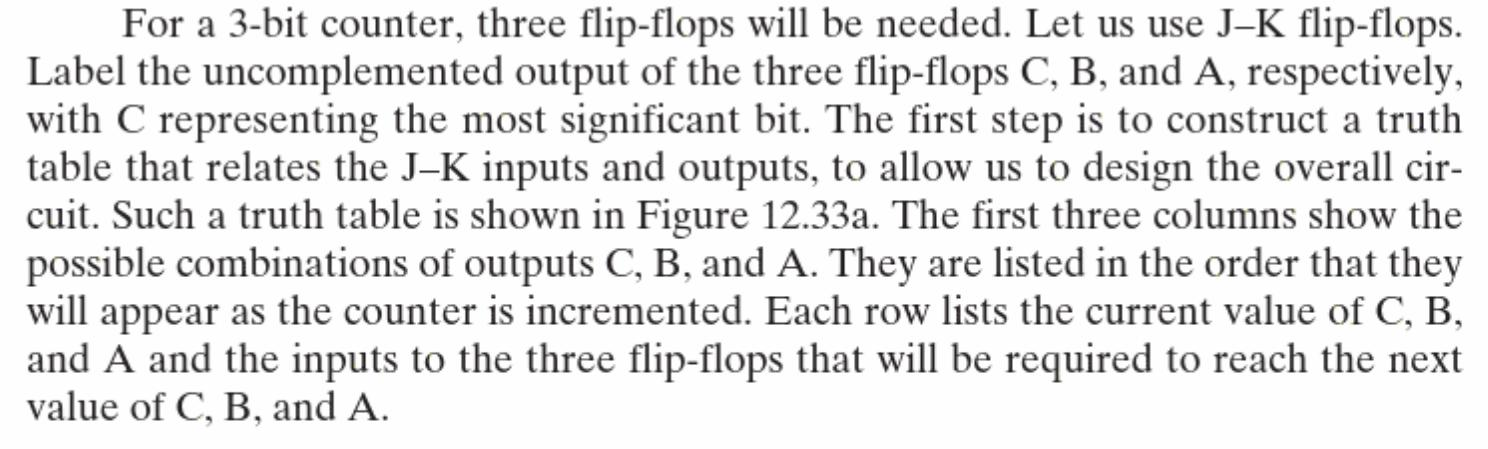 For a 3-bit counter, three flip-flops will be needed. Let us use J–K flip-flops.
Label the uncomplemented output of the three flip-flops C, B, and A, respectively,
with C representing the most significant bit. The first step is to construct a truth
table that relates the J–K inputs and outputs, to allow us to design the overall cir-
cuit. Such a truth table is shown in Figure 12.33a. The first three columns show the
possible combinations of outputs C, B, and A. They are listed in the order that they
will appear as the counter is incremented. Each row lists the current value of C, B,
and A and the inputs to the three flip-flops that will be required to reach the next
value of C, B, and A.